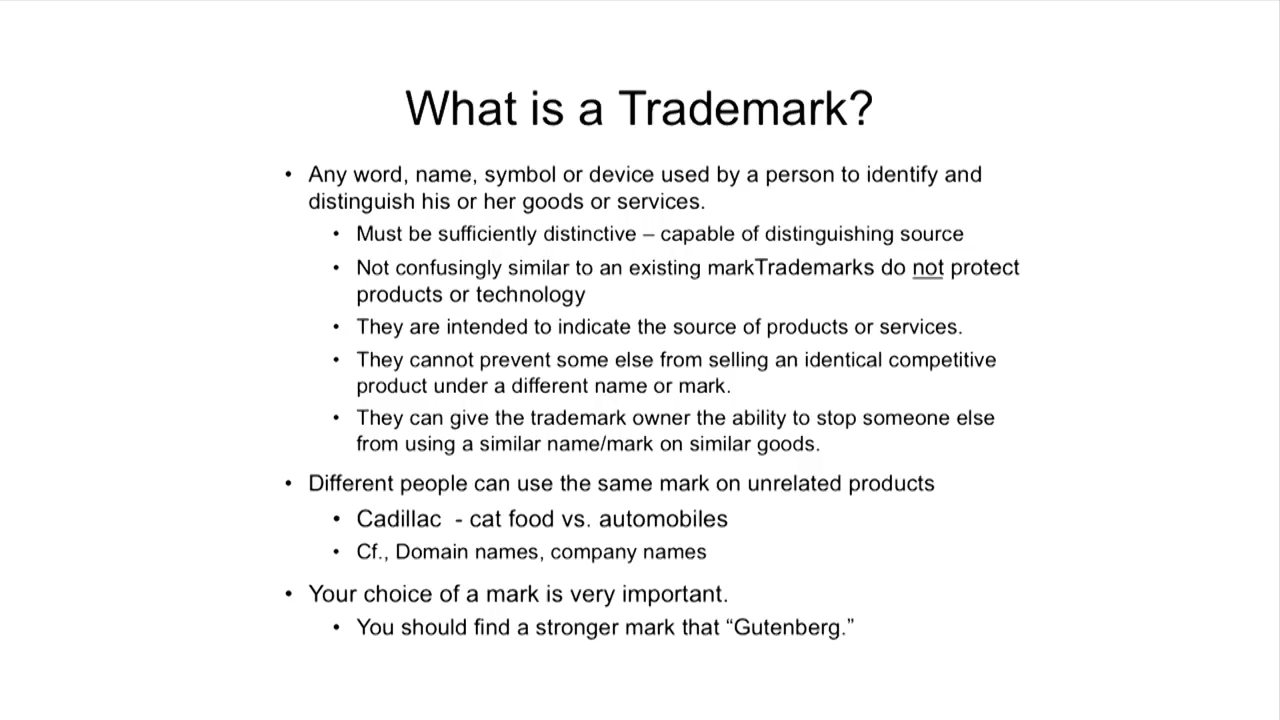 What is a Trademark?
• Any word, name, symbol or device used by a person to identify and
distinguish his or her goods or services.
• Must be sufficiently distinctive – capable of distinguishing source
• Not confusingly similar to an existing markTrademarks do not protect
products or technology
• They are intended to indicate the source of products or services.
• They cannot prevent some else from selling an identical competitive
product under a different name or mark.
• They can give the trademark owner the ability to stop someone else
from using a similar name/mark on similar goods.
• Different people can use the same mark on unrelated products
• Cadillac - cat food vs. automobiles
• Cf., Domain names, company names
• Your choice of a mark is very important.
• You should find a stronger mark that “Gutenberg.”